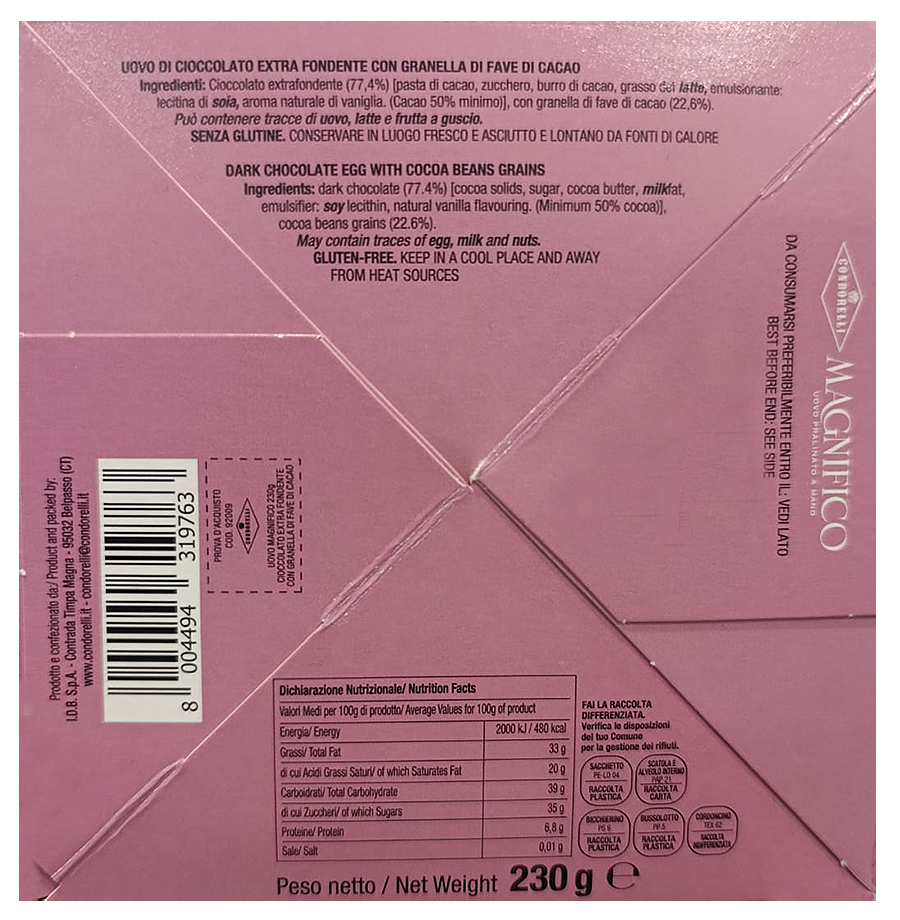 UOVO DI CIOCCOLATO EXTRA FONDENTE CON GRANELLA DI FAVE DI CACAO
Ingredienti: Cioccolato extrafondente (77,4%) [pasta di cacao, zucchero, burro di cacao, grasso del latte, emulsionante:
lecitina di soia, aroma naturale di vaniglia. (Cacao 50% minimo)], con granella di fave di cacao (22,6%).
Può contenere tracce di uovo, latte e frutta a guscio.
SENZA GLUTINE. CONSERVARE IN LUOGO FRESCO E ASCIUTTO E LONTANO DA FONTI DI CALORE
DARK CHOCOLATE EGG WITH COCOA BEANS GRAINS
Ingredients: dark chocolate (77.4%) [cocoa solids, sugar, cocoa butter, milkfat,
emulsifier: soy lecithin, natural vanilla flavouring. (Minimum 50% cocoa)],
cocoa beans grains (22.6%).
May contain traces of egg, milk and nuts.
GLUTEN-FREE. KEEP IN A COOL PLACE AND AWAY
FROM HEAT SOURCES
CONDORELLI
MAGNIFICO
UOVO PRALINATO A MANO
DA CONSUMARSI PREFERIBILMENTE ENTRO IL: VEDI LATO
BEST BEFORE END: SEE SIDE
Prodotto e confezionato da:/ Product and packed by:
I.D.B. S.p.A. - Contrada Timpa Magna - 95032 Belpasso (CT)
www.condorelli.it - condorelli@condorelli.it
8 004494 319763
PROVA D'ACQUISTO
COD. 92009
CONDORELLI
UOVO MAGNIFICO 230g
CIOCCOLATO EXTRA FONDENTE
CON GRANELLA DI FAVE DI CACAO
Dichiarazione Nutrizionale/ Nutrition Facts
Valori Medi per 100g di prodotto/ Average Values for 100g of product
Energia/ Energy 2000 kJ / 480 kcal
Grassi/ Total Fat 33 g
di cui Acidi Grassi Saturi/ of which Saturates Fat 20 g
Carboidrati/ Total Carbohydrate 39 g
di cui Zuccheri/ of which Sugars 35 g
Proteine/ Protein 6,8 g
Sale/ Salt 0,01 g
FAI LA RACCOLTA
DIFFERENZIATA.
Verifica le disposizioni
del tuo Comune
per la gestione dei rifiuti.
SACCHETTO
PE-LD 04
RACCOLTA
PLASTICA
SCATOLA E
ALVEOLO INTERNO
PAP 21
RACCOLTA
CARTA
BICCHIERINO
PS 6
RACCOLTA
PLASTICA
BUSSOLOTTO
PP 5
RACCOLTA
PLASTICA
CORDONCINO
TEX 62
RACCOLTA
INDIFFERENZIATA
Peso netto / Net Weight 230 g ℮